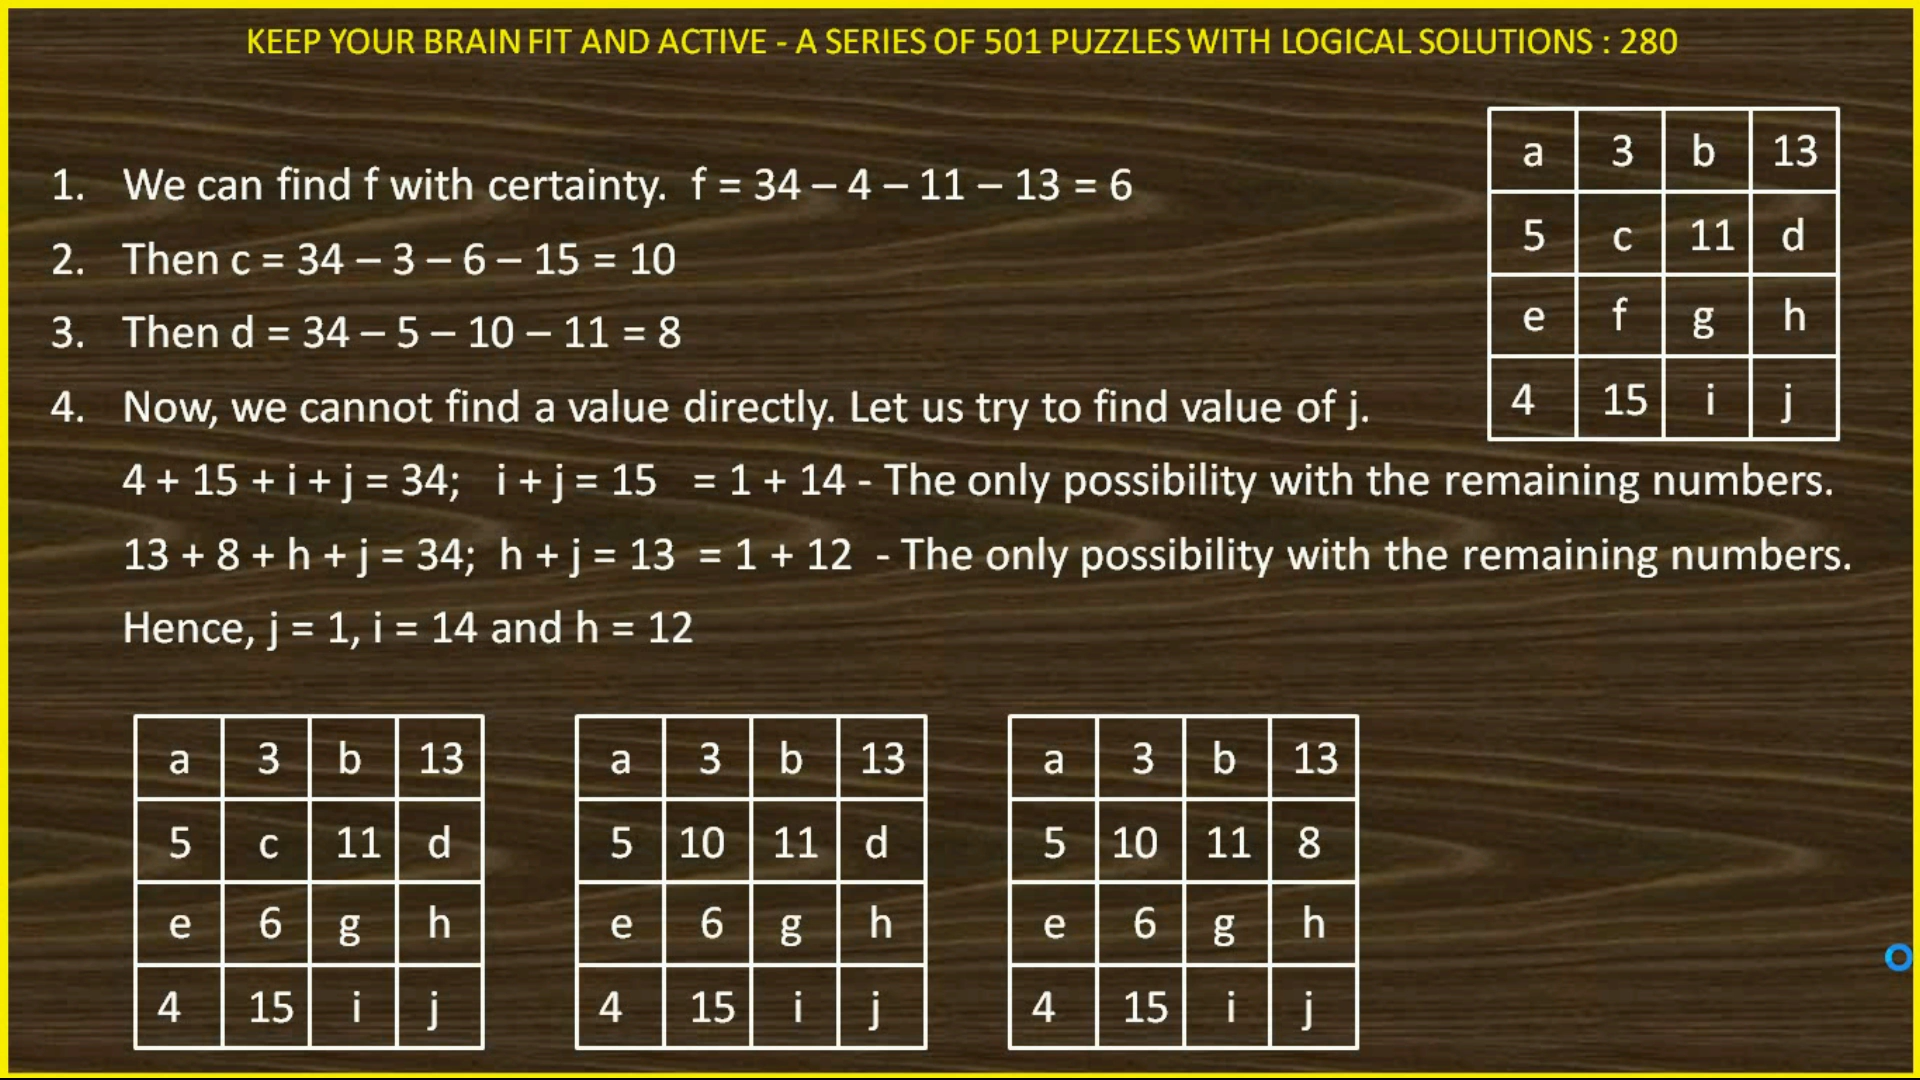 KEEP YOUR BRAIN FIT AND ACTIVE - A SERIES OF 501 PUZZLES WITH LOGICAL SOLUTIONS : 280
a 3 b 13
5 c 11 d
e f g h
4 15 i j
1. We can find f with certainty. f = 34 – 4 – 11 – 13 = 6
2. Then c = 34 – 3 – 6 – 15 = 10
3. Then d = 34 – 5 – 10 – 11 = 8
4. Now, we cannot find a value directly. Let us try to find value of j.
4 + 15 + i + j = 34; i + j = 15 = 1 + 14 - The only possibility with the remaining numbers.
13 + 8 + h + j = 34; h + j = 13 = 1 + 12 - The only possibility with the remaining numbers.
Hence, j = 1, i = 14 and h = 12
a 3 b 13
5 c 11 d
e 6 g h
4 15 i j
a 3 b 13
5 10 11 d
e 6 g h
4 15 i j
a 3 b 13
5 10 11 8
e 6 g h
4 15 i j